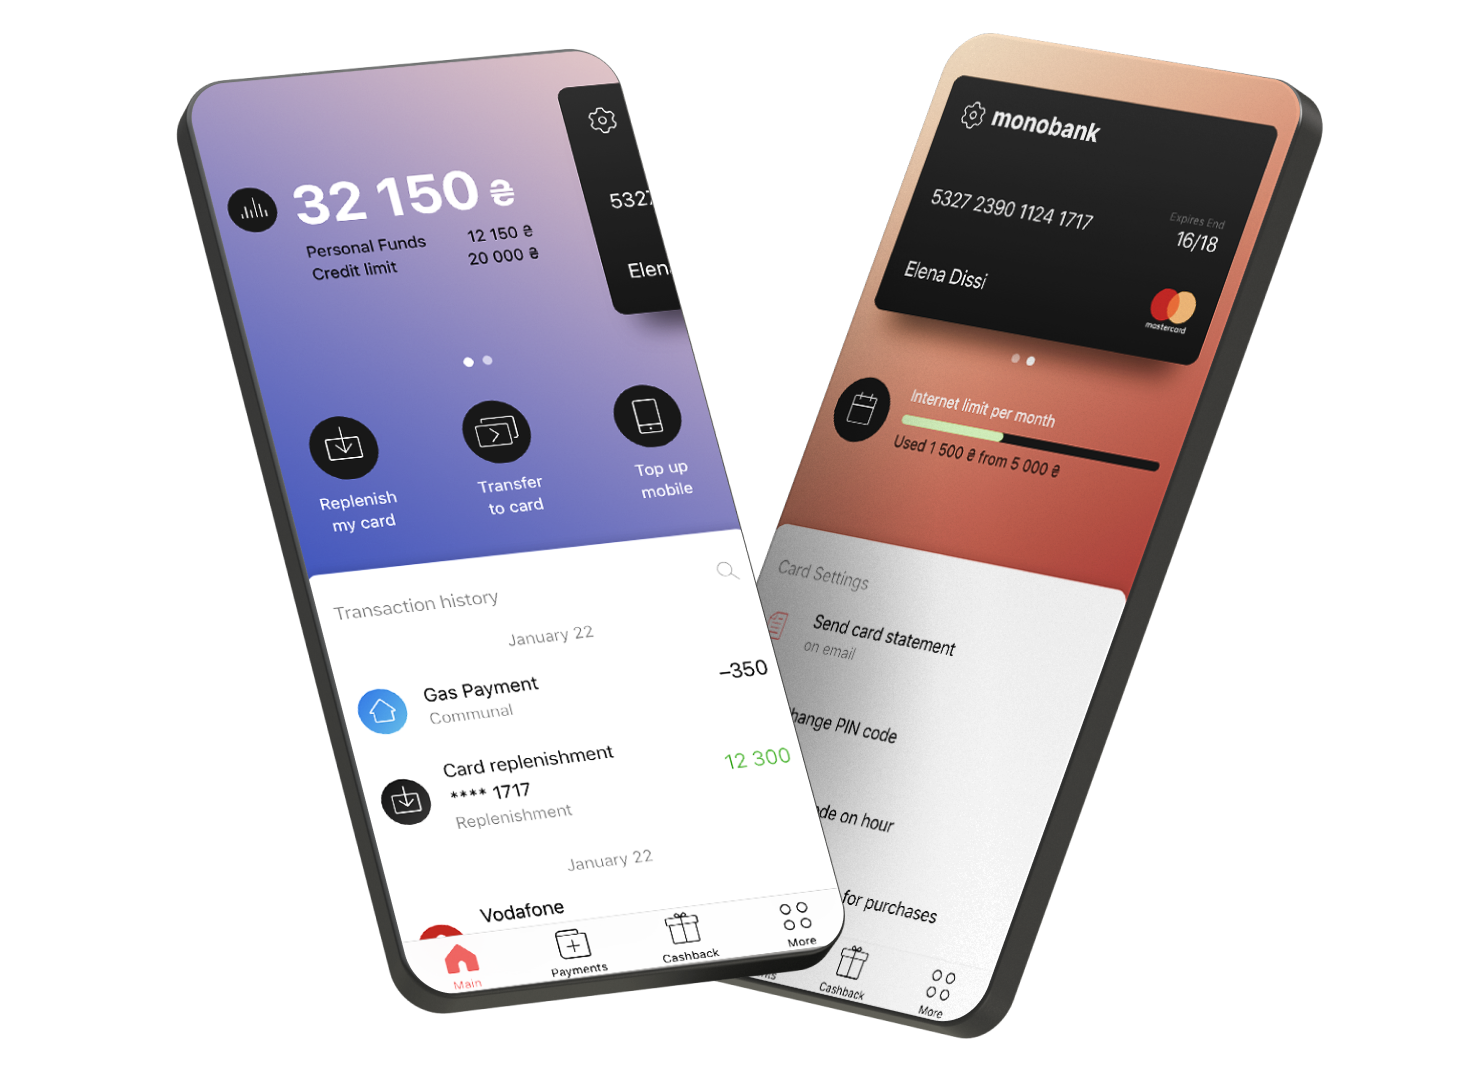 32 150 ₴
Personal Funds 12 150 ₴
Credit limit 20 000 ₴
5327
Elen
Replenish
my card
Transfer
to card
Top up
mobile
Transaction history
January 22
Gas Payment
Communal
–350
Card replenishment
**** 1717
Replenishment
12 300
January 22
Vodafone
Main
Payments
Cashback
More
monobank
5327 2390 1124 1717
Expires End
16/18
Elena Dissi
mastercard
Internet limit per month
Used 1 500 ₴ from 5 000 ₴
Card Settings
Send card statement
on email
hange PIN code
de on hour
for purchases
nts
Cashback
More